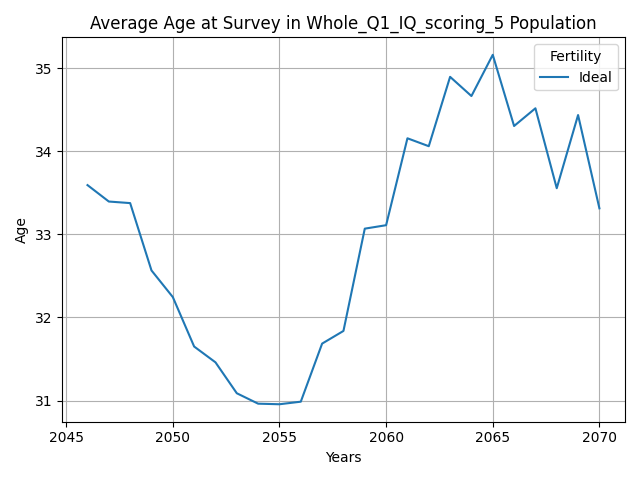 Average Age at Survey in Whole_Q1_IQ_scoring_5 Population
Fertility
Ideal
35
34
33
32
31
Age
2045
2050
2055
2060
2065
2070
Years